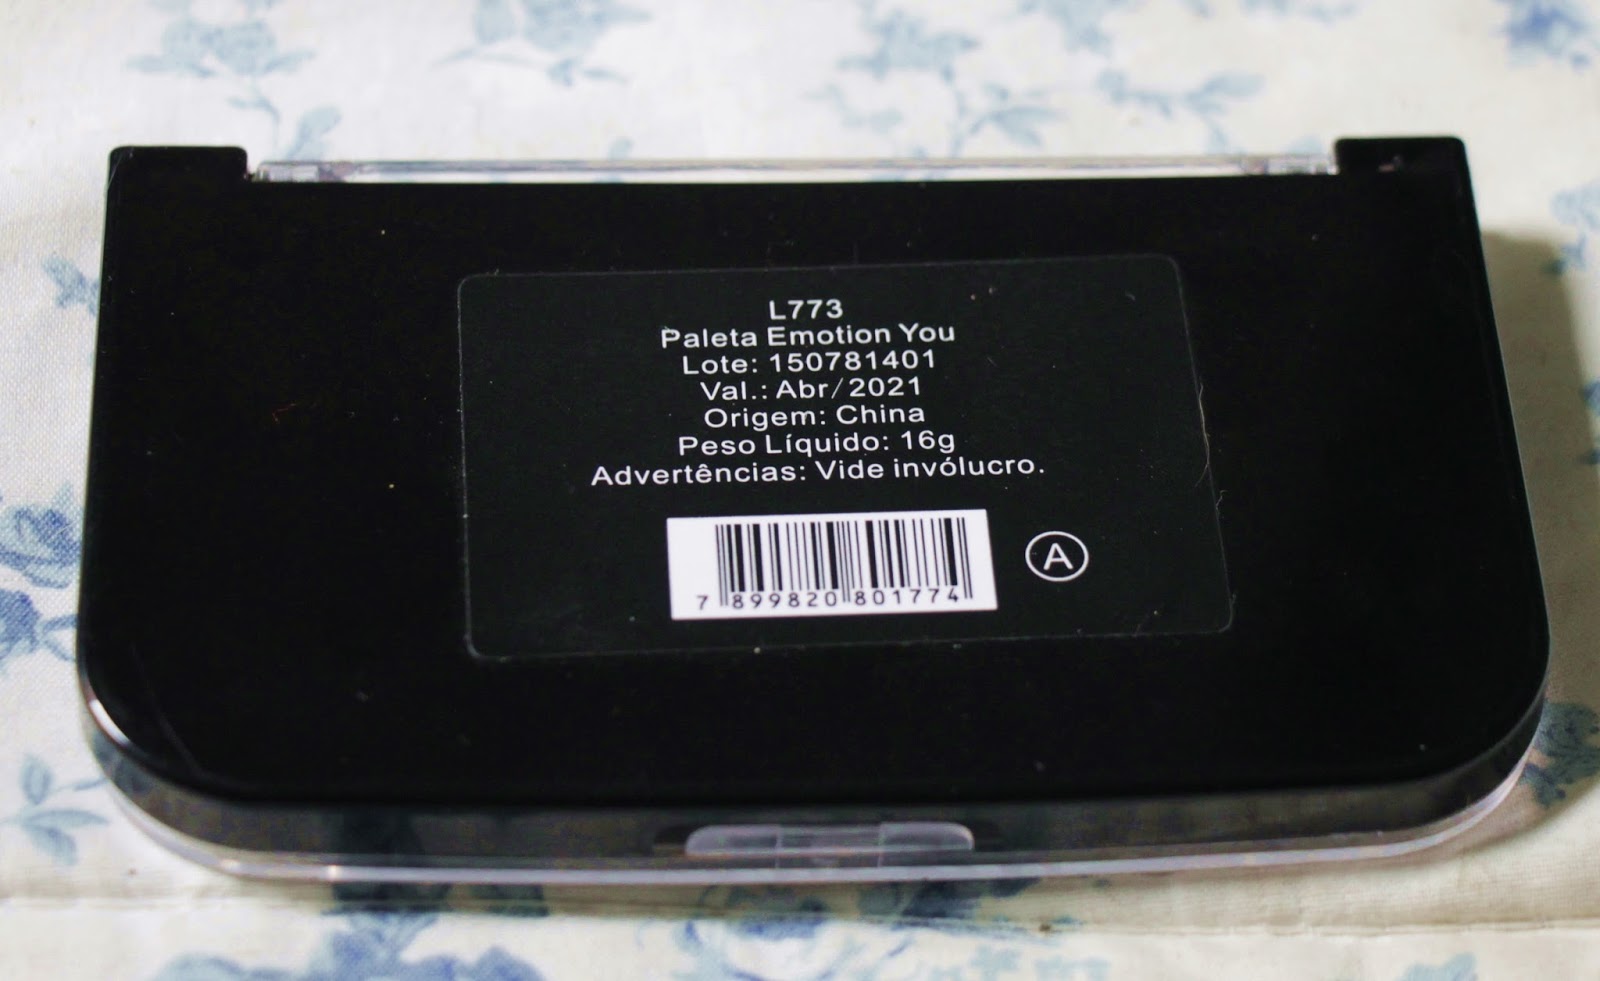 L773
Paleta Emotion You
Lote: 150781401
Val.: Abr/2021
Origem: China
Peso Líquido: 16g
Advertências: Vide invólucro.
7 899820 801774
A